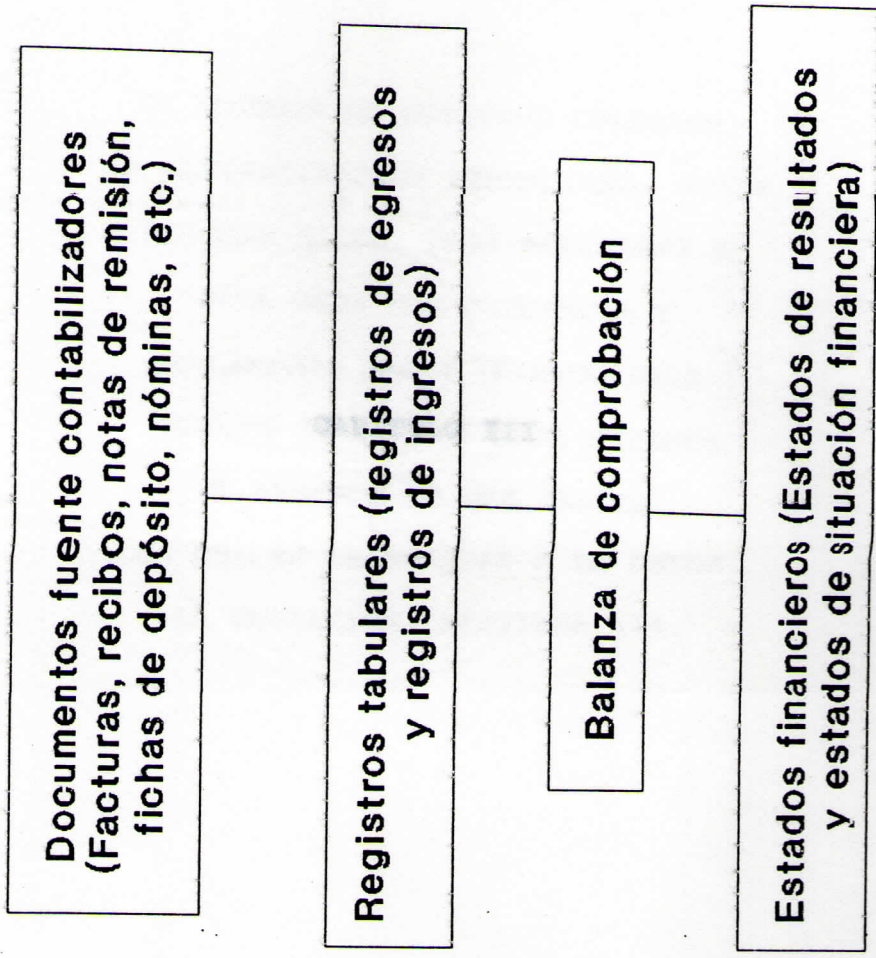 Documentos fuente contabilizadores
(Facturas, recibos, notas de remisión,
fichas de depósito, nóminas, etc.)
Registros tabulares (registros de egresos
y registros de ingresos)
Balanza de comprobación
Estados financieros (Estados de resultados
y estados de situación financiera)